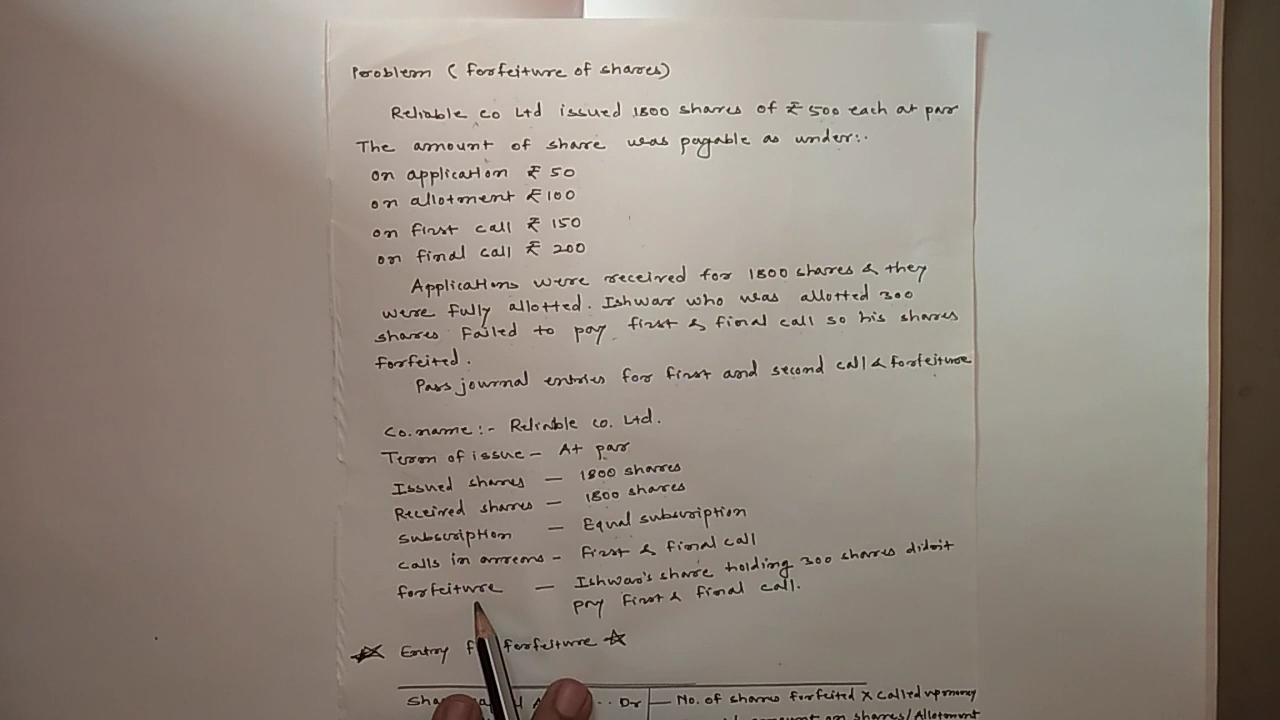 Problem ( forfeiture of shares)
Reliable co Ltd issued 1800 shares of ₹ 500 each at par
The amount of share was payable as under:-
on application ₹ 50
on allotment ₹ 100
on first call ₹ 150
on final call ₹ 200
Applications were received for 1800 shares & they
were fully allotted. Ishwar who was allotted 300
shares failed to pay first & final call so his shares
forfeited.
Pass journal entries for first and second call & forfeiture
Co. name :- Reliable co. Ltd.
Term of issue - At par
Issued shares - 1800 shares
Received shares - 1800 shares
subscription - Equal subscription
calls in arrears - First & final call
forfeiture - Ishwar's share holding 300 shares didn't
pay first & final call.
☆ Entry forfeiture ☆
Dr No. of shares forfeited x called up money
amount on shares/Allotment